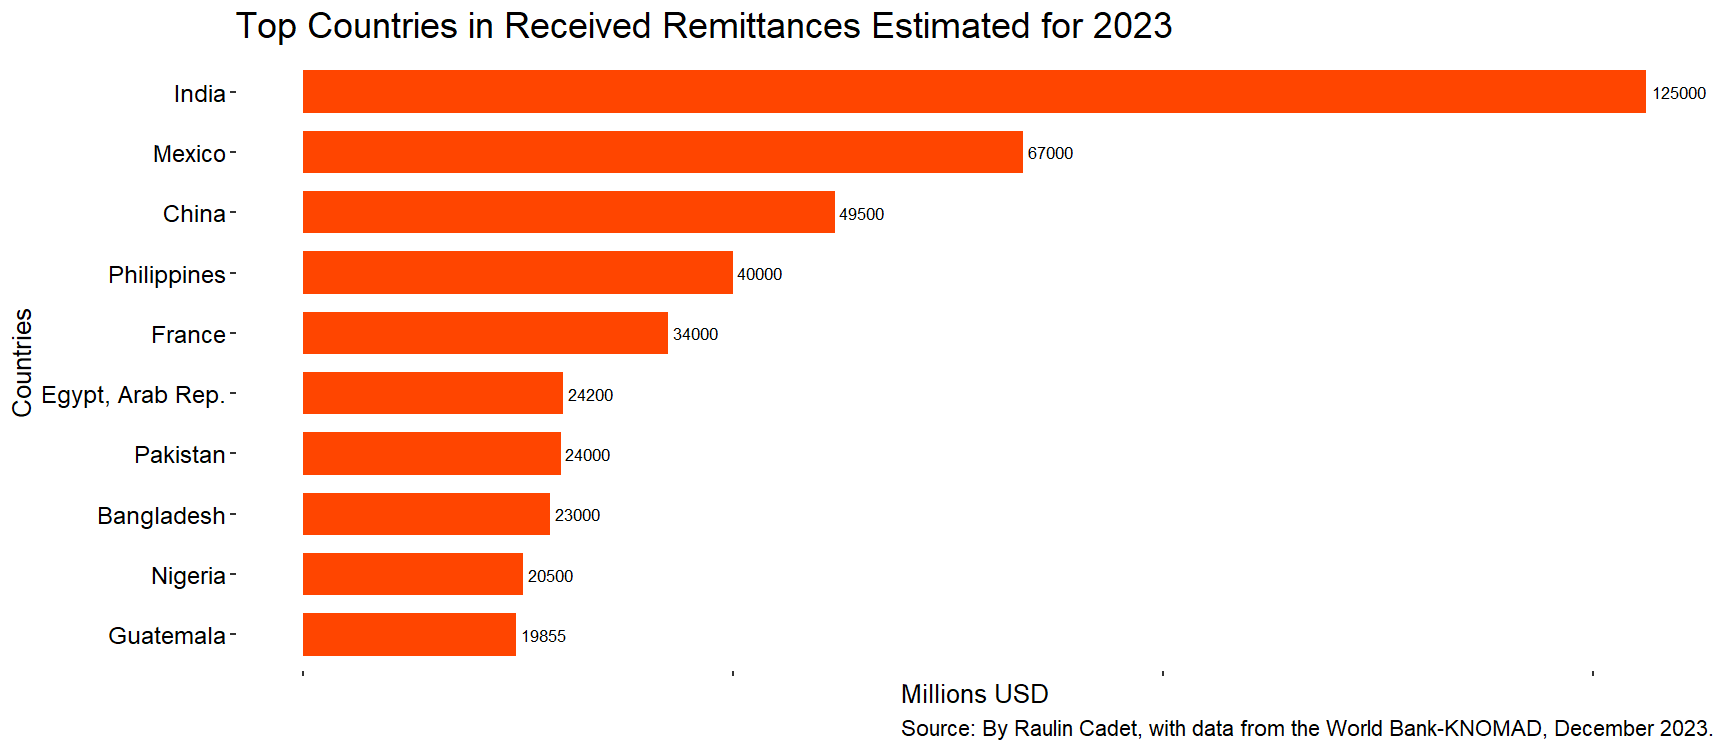 Top Countries in Received Remittances Estimated for 2023
Countries
India 125000
Mexico 67000
China 49500
Philippines 40000
France 34000
Egypt, Arab Rep. 24200
Pakistan 24000
Bangladesh 23000
Nigeria 20500
Guatemala 19855
Millions USD
Source: By Raulin Cadet, with data from the World Bank-KNOMAD, December 2023.